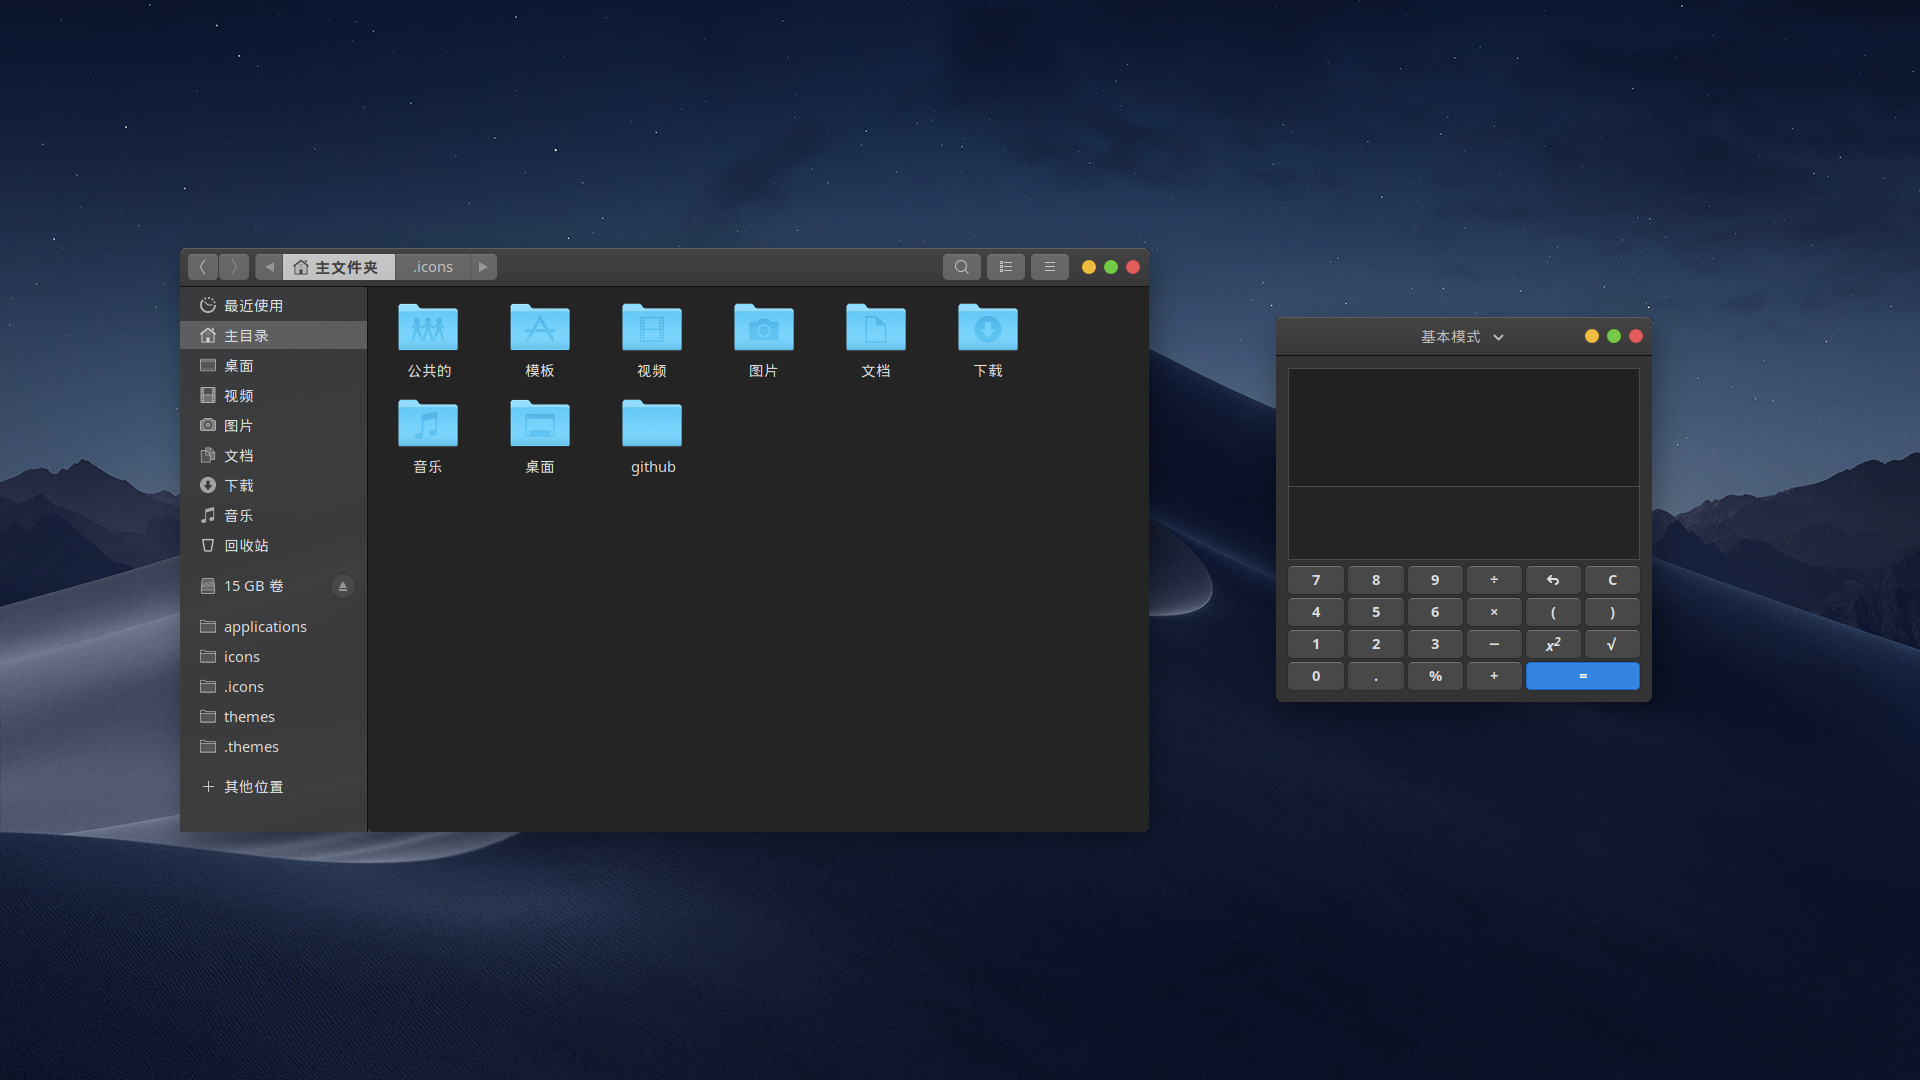 主文件夹 .icons
最近使用
主目录
桌面
视频
图片
文档
下载
音乐
回收站
15 GB 卷
applications
icons
.icons
themes
.themes
其他位置
公共的 模板 视频 图片 文档 下载
音乐 桌面 github
基本模式
7 8 9 ÷ C
4 5 6 × ( )
1 2 3 − x² √
0 . % + =